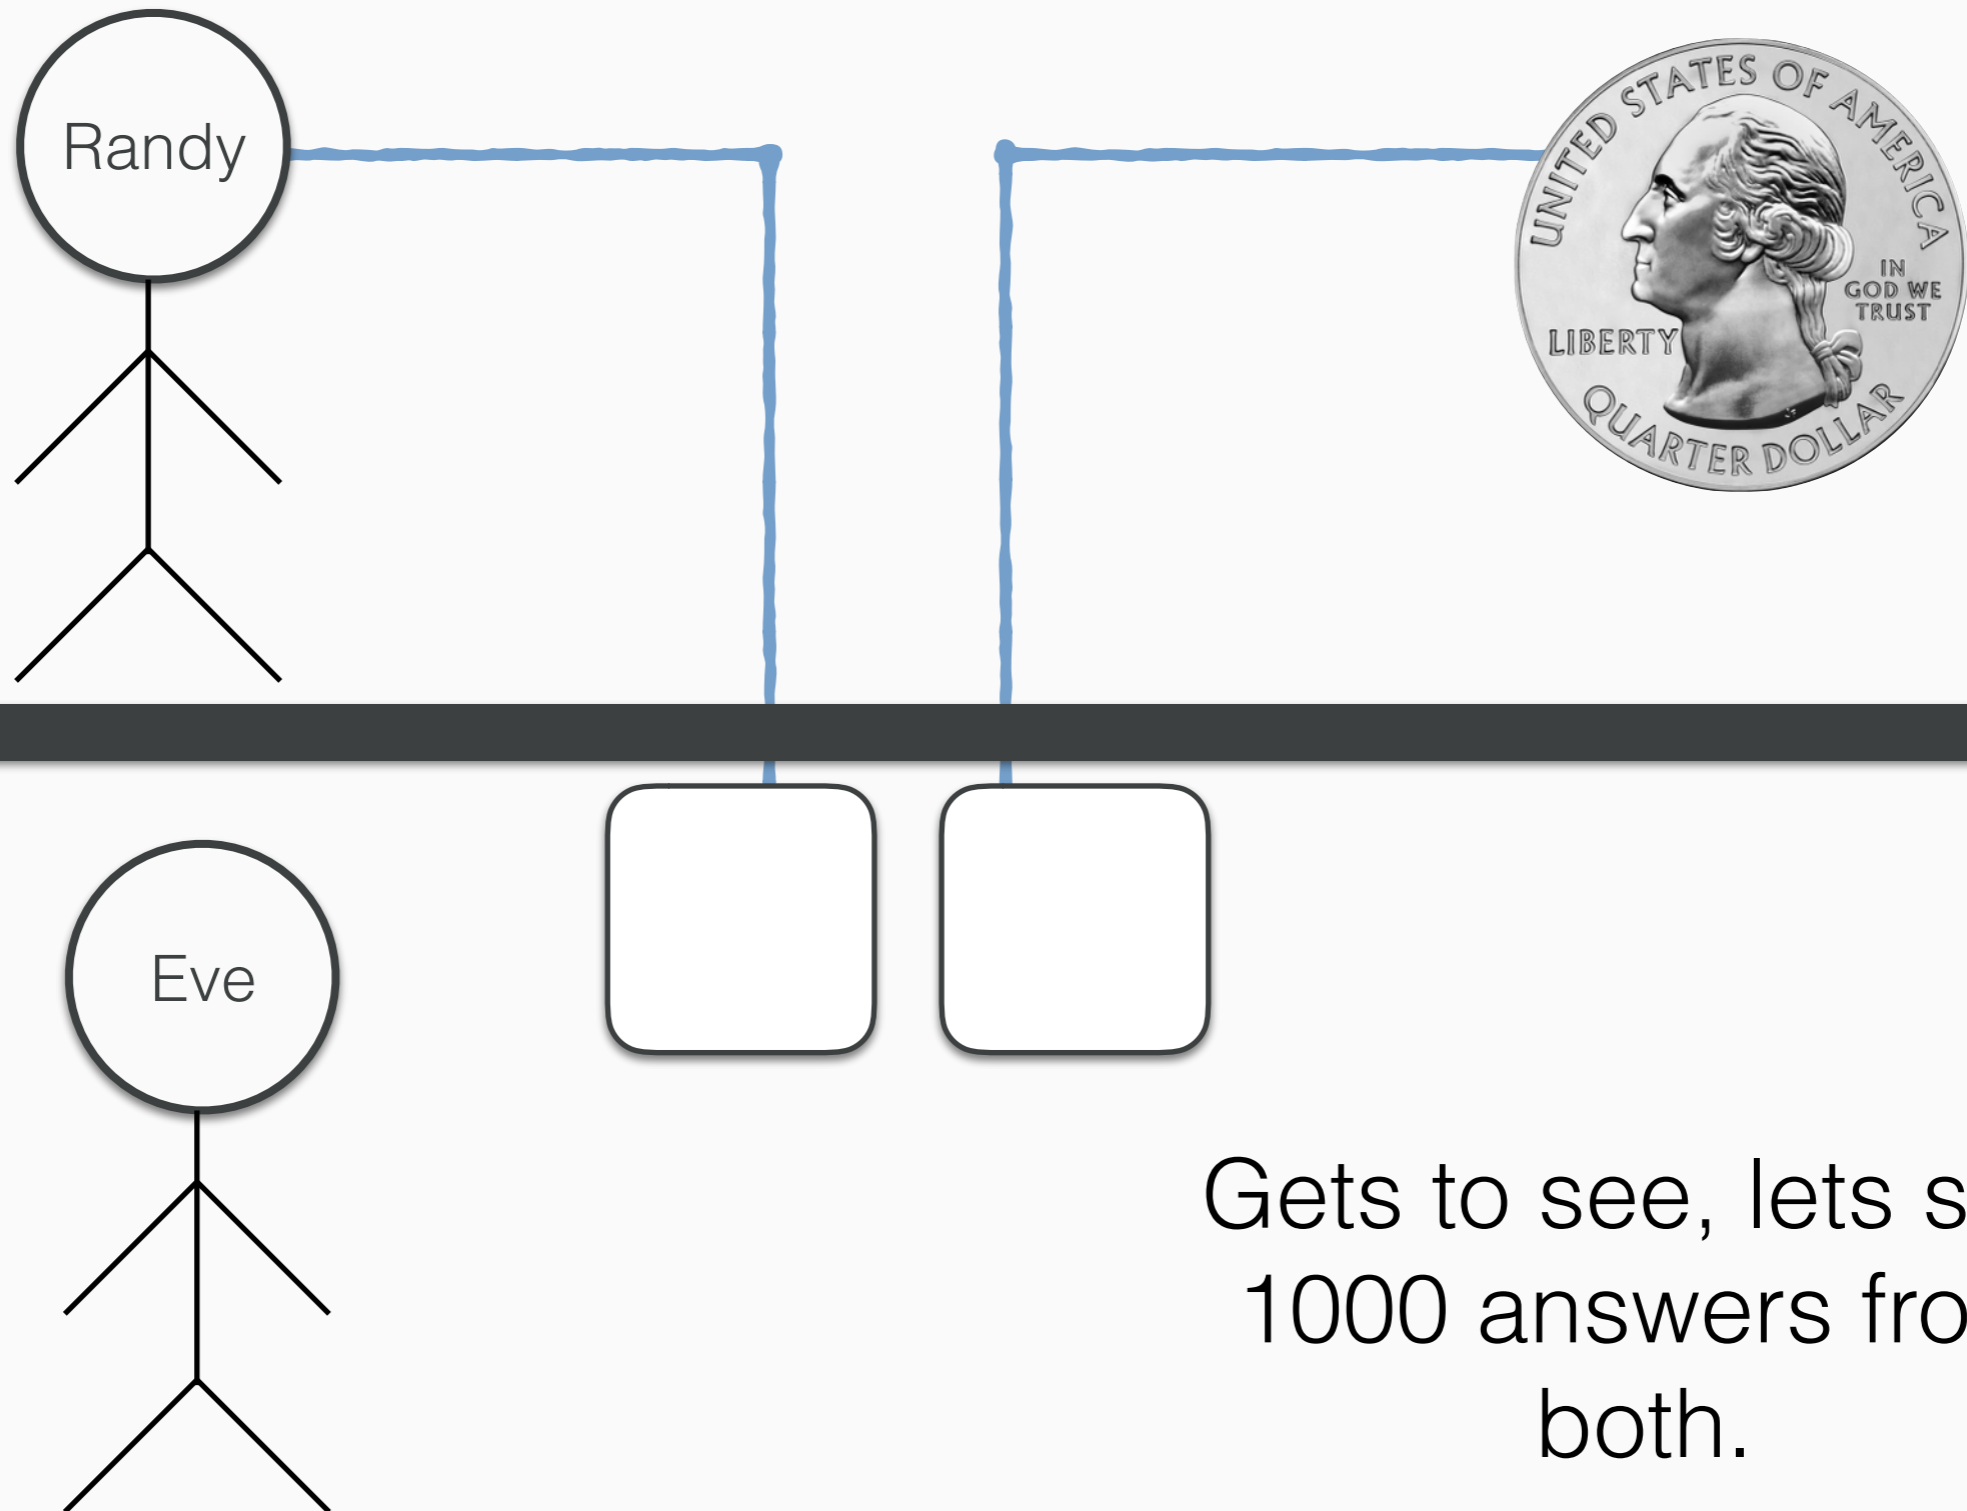 Randy
UNITED STATES OF AMERICA
IN
GOD WE
TRUST
LIBERTY
QUARTER DOLLAR
Eve
Gets to see, lets s
1000 answers fro
both.